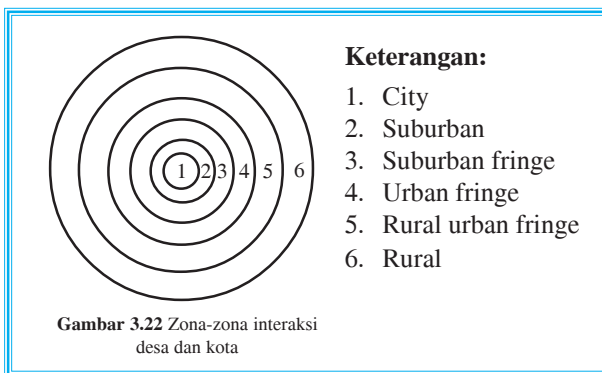 Keterangan:
1. City
2. Suburban
3. Suburban fringe
4. Urban fringe
5. Rural urban fringe
6. Rural
1 2 3 4 5 6
Gambar 3.22 Zona-zona interaksi
desa dan kota